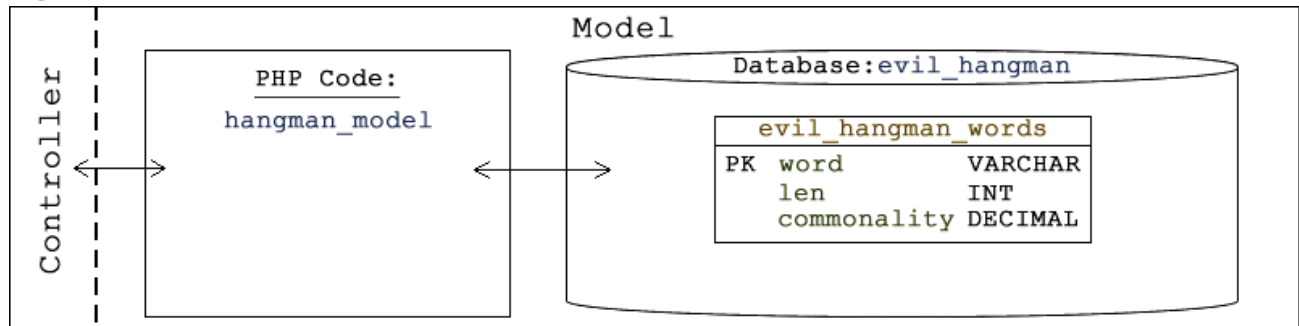 Model
Controller
PHP Code:
hangman_model
Database:evil_hangman
evil_hangman_words
PK word VARCHAR
len INT
commonality DECIMAL